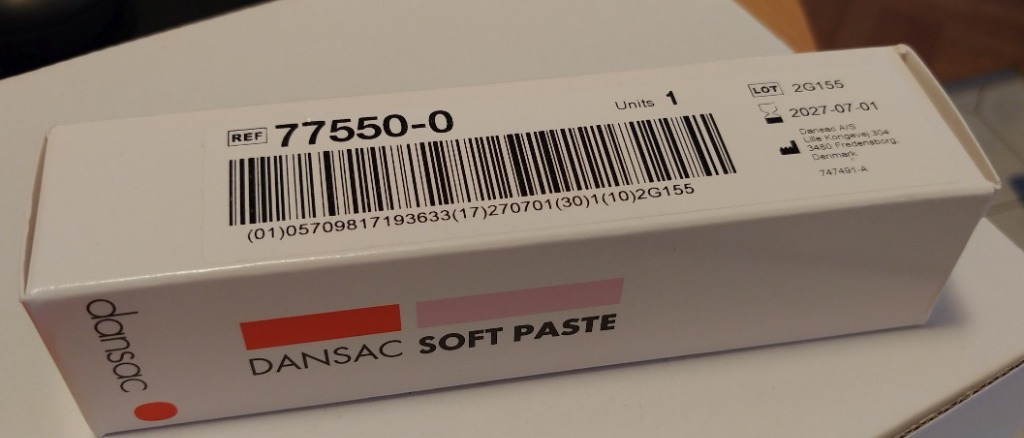 REF 77550-0
Units 1
(01)05709817193633(17)270701(30)1(10)2G155
LOT 2G155
2027-07-01
Dansac A/S
Lille Kongevej 304
3480 Fredensborg,
Denmark
747491-A
dansac
DANSAC SOFT PASTE